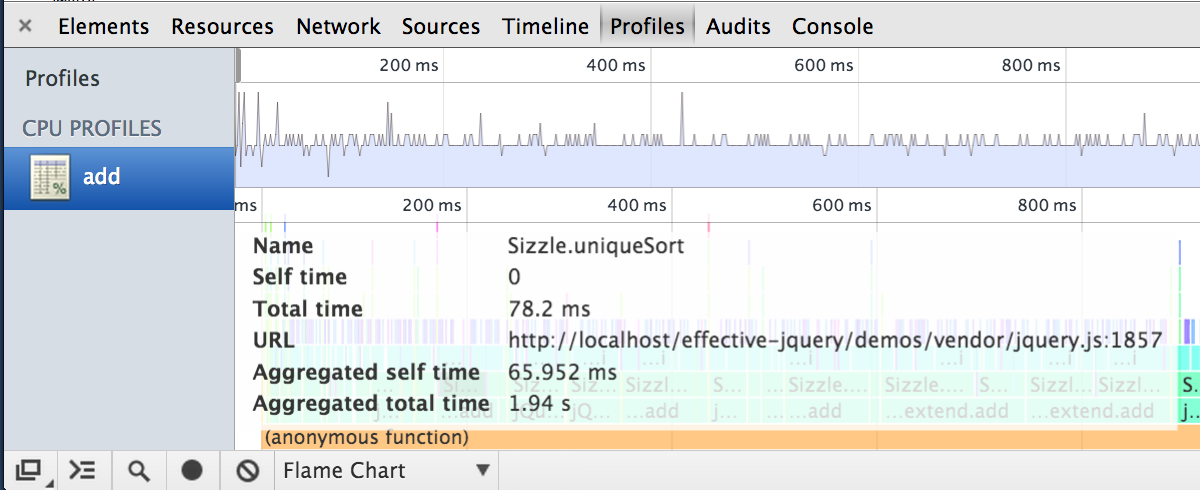 × Elements Resources Network Sources Timeline Profiles Audits Console
Profiles
CPU PROFILES
add
200 ms 400 ms 600 ms 800 ms
ms 200 ms 400 ms 600 ms 800 ms
Name Sizzle.uniqueSort
Self time 0
Total time 78.2 ms
URL http://localhost/effective-jquery/demos/vendor/jquery.js:1857
Aggregated self time 65.952 ms
Aggregated total time 1.94 s
...i ...i ...i ...i
... Si... Sizz... Siz... Sizzl... S... S... Sizzle.... Sizzle.... S... Sizzl... Sizzl... S.
j... ...add jQu... jQ... ...add j... ...add ...extend.add ...extend.add j...
(anonymous function)
Flame Chart